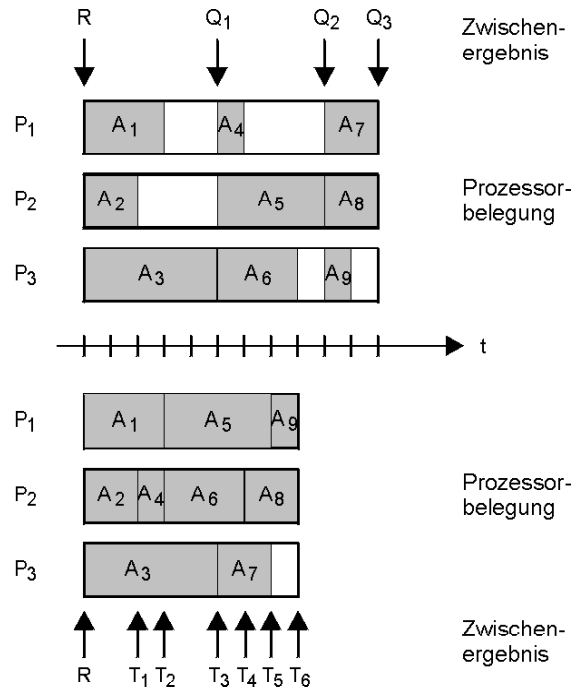 R Q1 Q2 Q3 Zwischen-
ergebnis
P1 A1 A4 A7
P2 A2 A5 A8 Prozessor-
belegung
P3 A3 A6 A9
t
P1 A1 A5 A9
P2 A2 A4 A6 A8 Prozessor-
belegung
P3 A3 A7
Zwischen-
ergebnis
R T1 T2 T3 T4 T5 T6